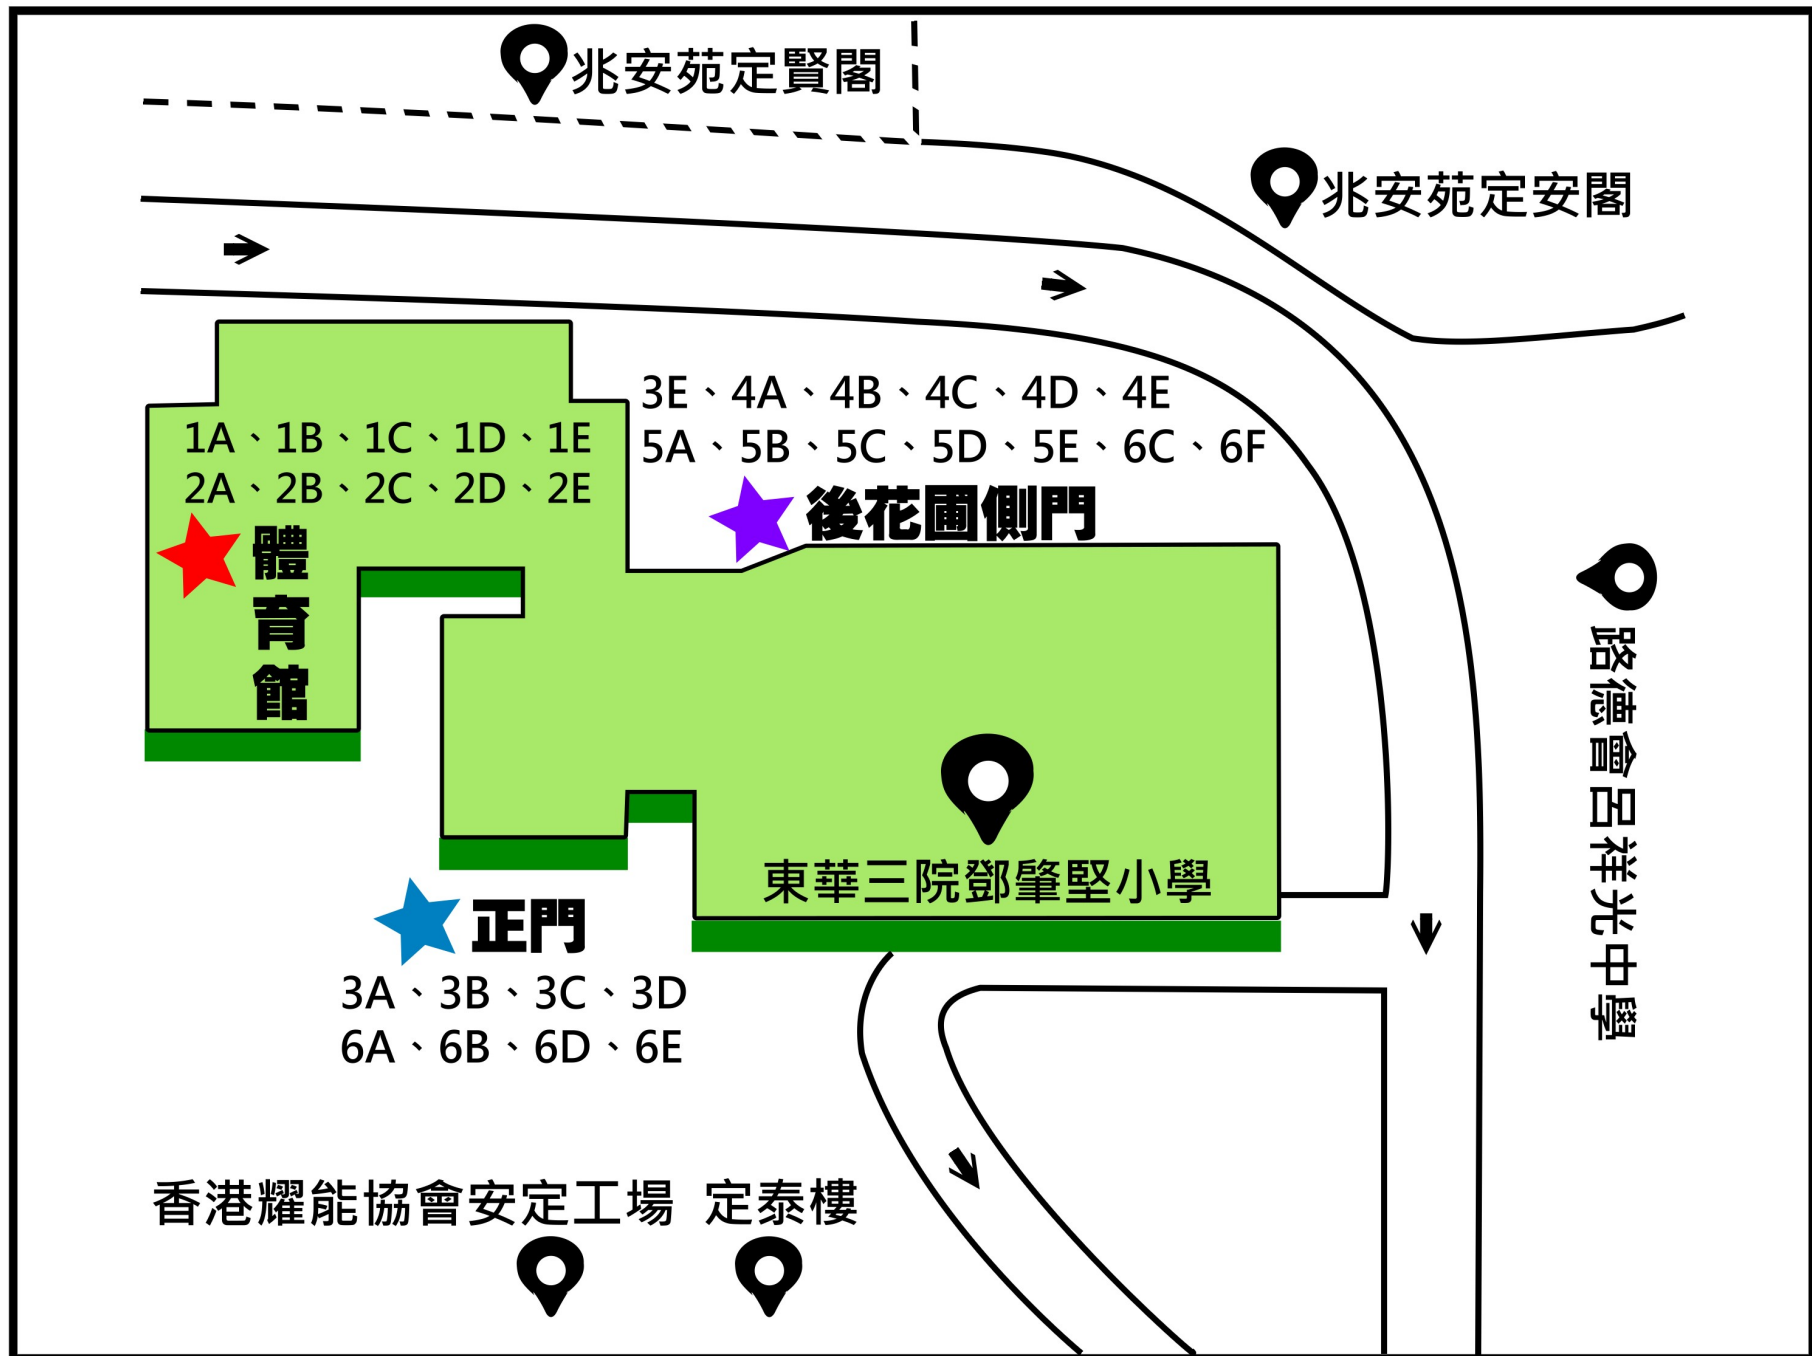 兆安苑定賢閣
兆安苑定安閣
3E、4A、4B、4C、4D、4E
5A、5B、5C、5D、5E、6C、6F
後花圃側門
1A、1B、1C、1D、1E
2A、2B、2C、2D、2E
體育館
路德會呂祥光中學
東華三院鄧肇堅小學
正門
3A、3B、3C、3D
6A、6B、6D、6E
香港耀能協會安定工場
定泰樓